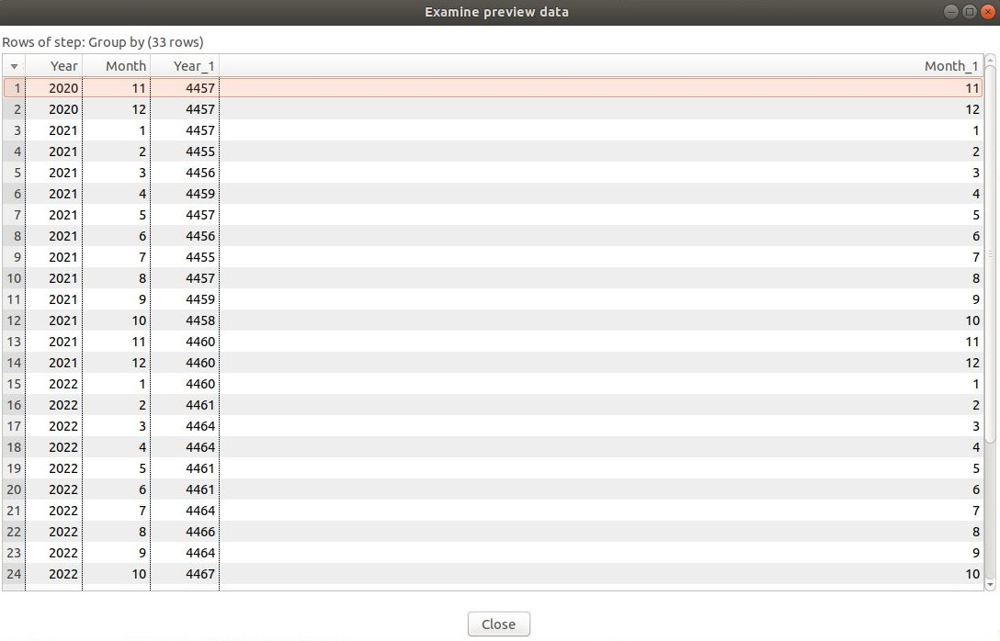 Examine preview data
Rows of step: Group by (33 rows)
Year Month Year_1 Month_1
1 2020 11 4457 11
2 2020 12 4457 12
3 2021 1 4457 1
4 2021 2 4455 2
5 2021 3 4456 3
6 2021 4 4459 4
7 2021 5 4457 5
8 2021 6 4456 6
9 2021 7 4455 7
10 2021 8 4457 8
11 2021 9 4459 9
12 2021 10 4458 10
13 2021 11 4460 11
14 2021 12 4460 12
15 2022 1 4460 1
16 2022 2 4461 2
17 2022 3 4464 3
18 2022 4 4464 4
19 2022 5 4461 5
20 2022 6 4461 6
21 2022 7 4464 7
22 2022 8 4466 8
23 2022 9 4464 9
24 2022 10 4467 10
Close